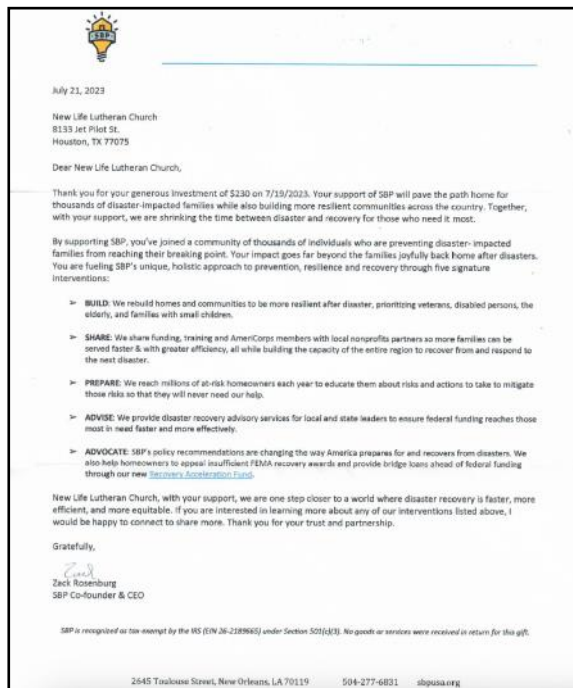 SBP
July 21, 2023
New Life Lutheran Church
8133 Jet Pilot St.
Houston, TX 77075
Dear New Life Lutheran Church,
Thank you for your generous investment of $230 on 7/19/2023. Your support of SBP will pave the path home for
thousands of disaster-impacted families while also building more resilient communities across the country. Together,
with your support, we are shrinking the time between disaster and recovery for those who need it most.
By supporting SBP, you've joined a community of thousands of individuals who are preventing disaster- impacted
families from reaching their breaking point. Your impact goes far beyond the families joyfully back home after disasters.
You are fueling SBP's unique, holistic approach to prevention, resilience and recovery through five signature
interventions:
➢ BUILD: We rebuild homes and communities to be more resilient after disaster, prioritizing veterans, disabled persons, the
elderly, and families with small children.
➢ SHARE: We share funding, training and AmeriCorps members with local nonprofits partners so more families can be
served faster & with greater efficiency, all while building the capacity of the entire region to recover from and respond to
the next disaster.
➢ PREPARE: We reach millions of at-risk homeowners each year to educate them about risks and actions to take to mitigate
those risks so that they will never need our help.
➢ ADVISE: We provide disaster recovery advisory services for local and state leaders to ensure federal funding reaches those
most in need faster and more effectively.
➢ ADVOCATE: SBP's policy recommendations are changing the way America prepares for and recovers from disasters. We
also help homeowners to appeal insufficient FEMA recovery awards and provide bridge loans ahead of federal funding
through our new Recovery Acceleration Fund.
New Life Lutheran Church, with your support, we are one step closer to a world where disaster recovery is faster, more
efficient, and more equitable. If you are interested in learning more about any of our interventions listed above, I
would be happy to connect to share more. Thank you for your trust and partnership.
Gratefully,
Zack
Zack Rosenburg
SBP Co-founder & CEO
SBP is recognized as tax-exempt by the IRS (EIN 26-2189665) under Section 501(c)(3). No goods or services were received in return for this gift.
2645 Toulouse Street, New Orleans, LA 70119 504-277-6831 sbpusa.org